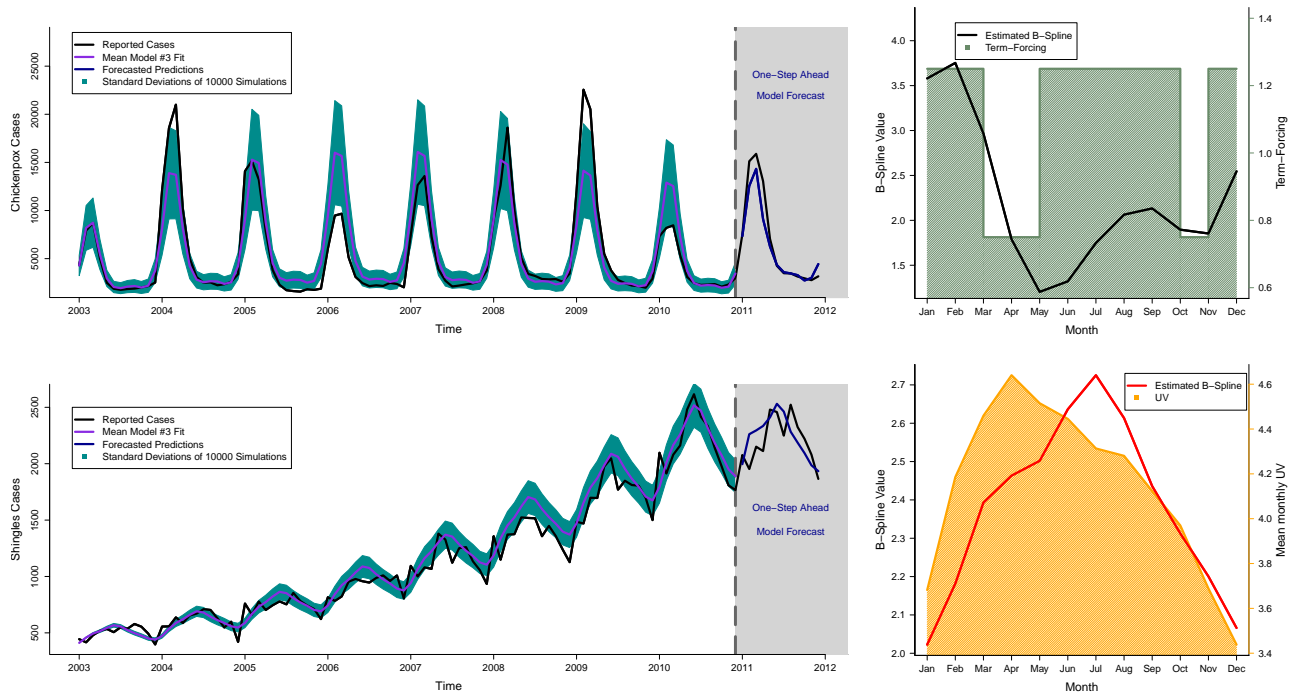 Chickenpox Cases
5000
10000
15000
20000
25000
Reported Cases
Mean Model #3 Fit
Forecasted Predictions
Standard Deviations of 10000 Simulations
One−Step Ahead
Model Forecast
2003 2004 2005 2006 2007 2008 2009 2010 2011 2012
Time
B−Spline Value
4.0
3.5
3.0
2.5
2.0
1.5
Estimated B−Spline
Term−Forcing
1.4
1.2
1.0
0.8
0.6
Term−Forcing
Jan Feb Mar Apr May Jun Jul Aug Sep Oct Nov Dec
Month
Shingles Cases
500
1000
1500
2000
2500
Reported Cases
Mean Model #3 Fit
Forecasted Predictions
Standard Deviations of 10000 Simulations
One−Step Ahead
Model Forecast
2003 2004 2005 2006 2007 2008 2009 2010 2011 2012
Time
B−Spline Value
2.7
2.6
2.5
2.4
2.3
2.2
2.1
2.0
Estimated B−Spline
UV
4.6
4.4
4.2
4.0
3.8
3.6
3.4
Mean monthly UV
Jan Feb Mar Apr May Jun Jul Aug Sep Oct Nov Dec
Month